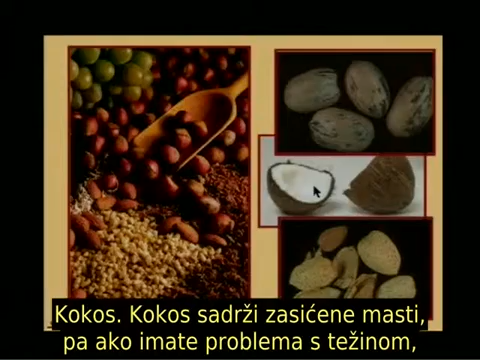 Kokos. Kokos sadrži zasićene masti,
pa ako imate problema s težinom,